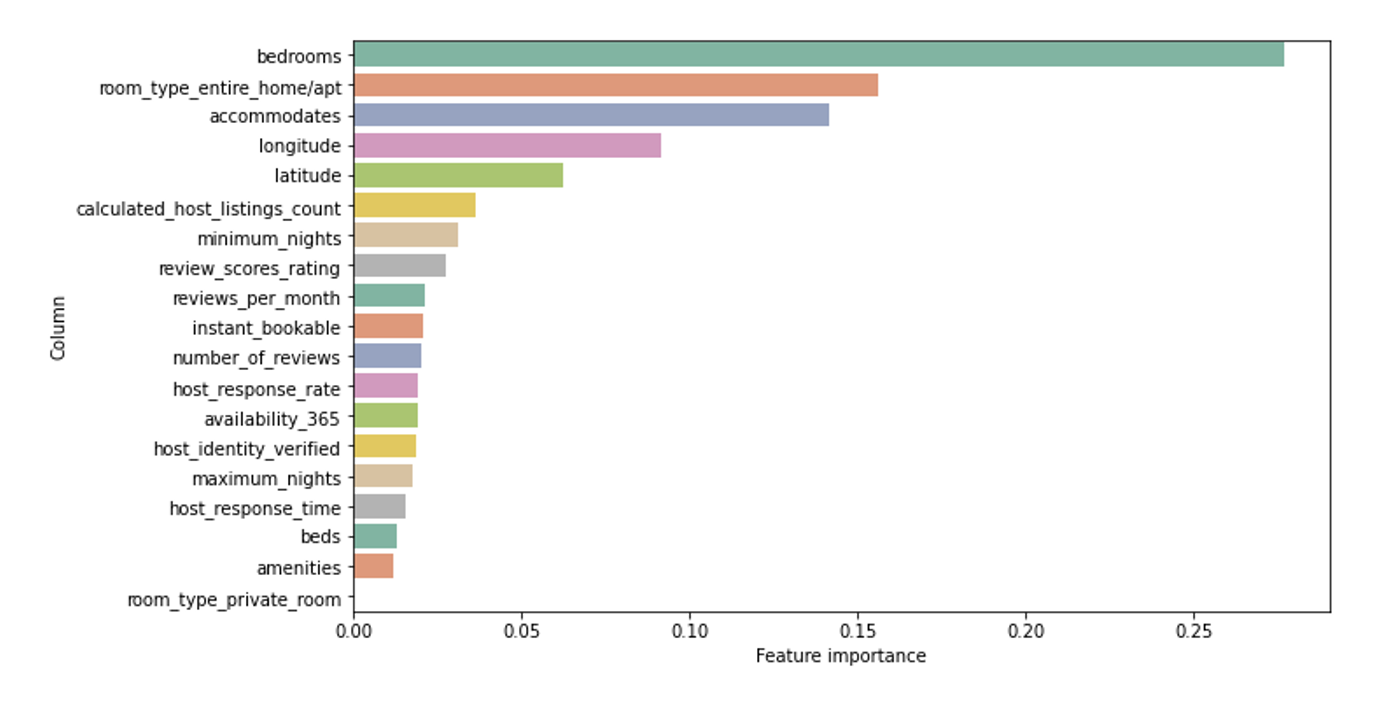 bedrooms
room_type_entire_home/apt
accommodates
longitude
latitude
calculated_host_listings_count
minimum_nights
review_scores_rating
reviews_per_month
instant_bookable
number_of_reviews
host_response_rate
availability_365
host_identity_verified
maximum_nights
host_response_time
beds
amenities
room_type_private_room
Column
0.00 0.05 0.10 0.15 0.20 0.25
Feature importance